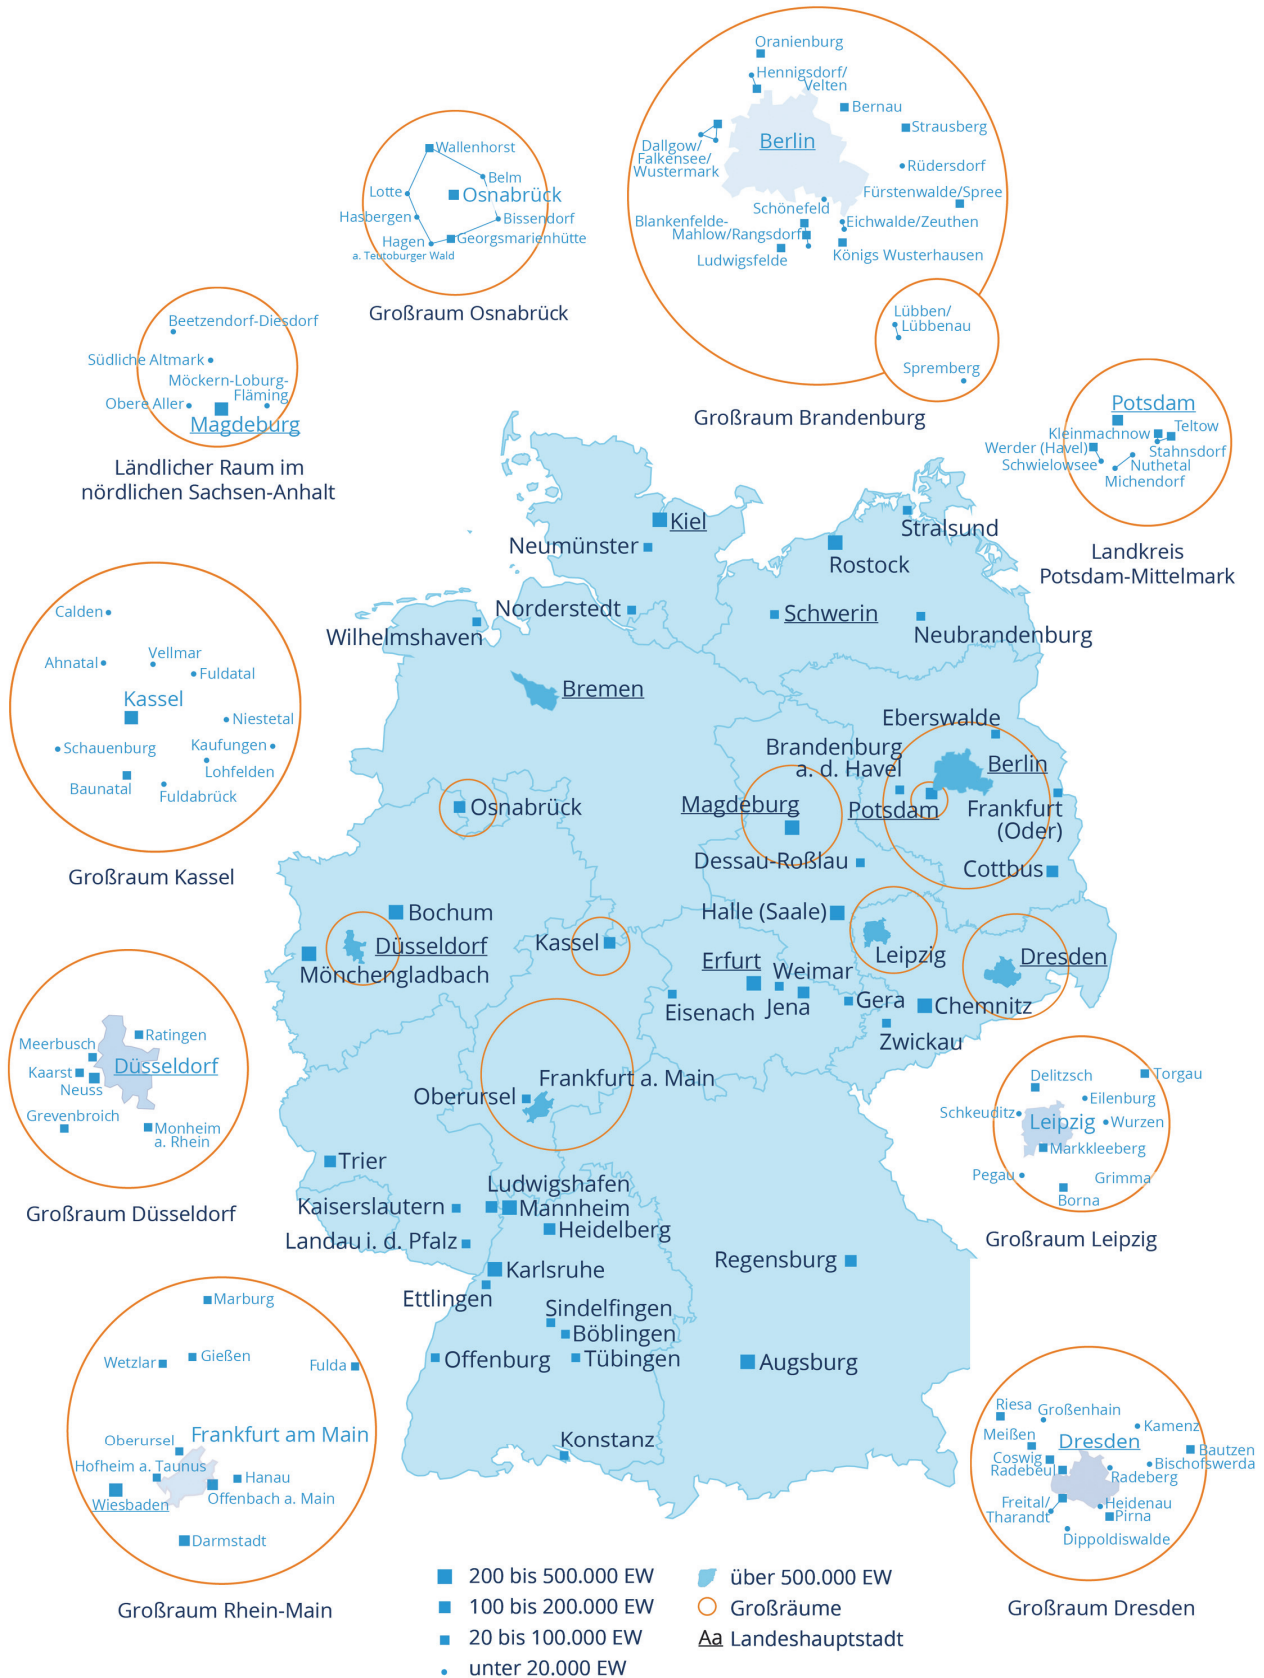 Oranienburg
Hennigsdorf/
Velten
Bernau
Strausberg
Berlin
Dallgow/
Falkensee/
Wustermark
Rüdersdorf
Fürstenwalde/Spree
Schönefeld
Blankenfelde-
Mahlow/Rangsdorf
Eichwalde/Zeuthen
Ludwigsfelde
Königs Wusterhausen
Lübben/
Lübbenau
Spremberg
Großraum Brandenburg
Wallenhorst
Belm
Lotte
Osnabrück
Hasbergen
Bissendorf
Hagen
a. Teutoburger Wald
Georgsmarienhütte
Großraum Osnabrück
Beetzendorf-Diesdorf
Südliche Altmark
Möckern-Loburg-
Fläming
Obere Aller
Magdeburg
Ländlicher Raum im
nördlichen Sachsen-Anhalt
Potsdam
Teltow
Kleinmachnow
Werder (Havel)
Stahnsdorf
Schwielowsee
Nuthetal
Michendorf
Landkreis
Potsdam-Mittelmark
Calden
Ahnatal
Vellmar
Fuldatal
Kassel
Niestetal
Schauenburg
Kaufungen
Lohfelden
Baunatal
Fuldabrück
Großraum Kassel
Kiel
Neumünster
Stralsund
Rostock
Norderstedt
Wilhelmshaven
Schwerin
Neubrandenburg
Bremen
Eberswalde
Brandenburg
a. d. Havel
Berlin
Magdeburg
Potsdam
Frankfurt
(Oder)
Osnabrück
Dessau-Roßlau
Cottbus
Bochum
Halle (Saale)
Düsseldorf
Kassel
Leipzig
Dresden
Mönchengladbach
Erfurt
Weimar
Eisenach
Jena
Gera
Chemnitz
Zwickau
Frankfurt a. Main
Oberursel
Trier
Ludwigshafen
Kaiserslautern
Mannheim
Heidelberg
Landau i. d. Pfalz
Karlsruhe
Regensburg
Ettlingen
Sindelfingen
Böblingen
Offenburg
Tübingen
Augsburg
Konstanz
Ratingen
Meerbusch
Düsseldorf
Kaarst
Neuss
Grevenbroich
Monheim
a. Rhein
Großraum Düsseldorf
Delitzsch
Torgau
Eilenburg
Schkeuditz
Leipzig
Wurzen
Markkleeberg
Pegau
Grimma
Borna
Großraum Leipzig
Marburg
Gießen
Wetzlar
Fulda
Frankfurt am Main
Oberursel
Hofheim a. Taunus
Hanau
Wiesbaden
Offenbach a. Main
Darmstadt
Großraum Rhein-Main
Riesa
Großenhain
Kamenz
Meißen
Dresden
Bautzen
Coswig
Bischofswerda
Radebeul
Radeberg
Freital/
Tharandt
Heidenau
Pirna
Dippoldiswalde
Großraum Dresden
200 bis 500.000 EW
100 bis 200.000 EW
20 bis 100.000 EW
unter 20.000 EW
über 500.000 EW
Großräume
Aa Landeshauptstadt